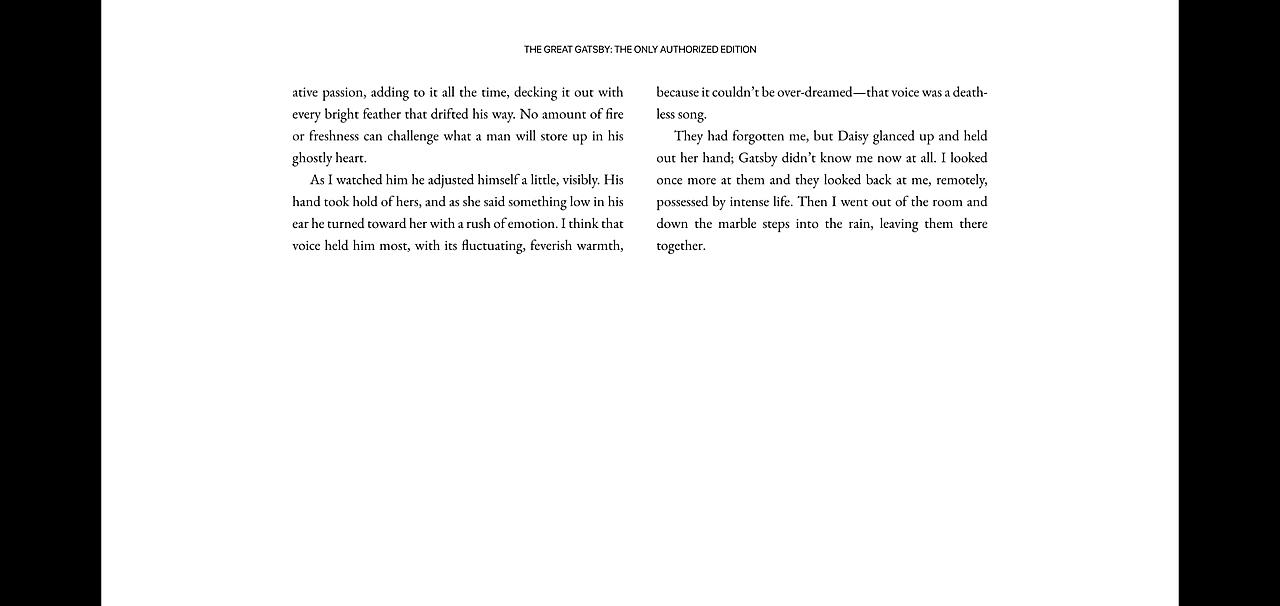 THE GREAT GATSBY: THE ONLY AUTHORIZED EDITION
ative passion, adding to it all the time, decking it out with
every bright feather that drifted his way. No amount of fire
or freshness can challenge what a man will store up in his
ghostly heart.
As I watched him he adjusted himself a little, visibly. His
hand took hold of hers, and as she said something low in his
ear he turned toward her with a rush of emotion. I think that
voice held him most, with its fluctuating, feverish warmth,
because it couldn’t be over-dreamed—that voice was a death-
less song.
They had forgotten me, but Daisy glanced up and held
out her hand; Gatsby didn’t know me now at all. I looked
once more at them and they looked back at me, remotely,
possessed by intense life. Then I went out of the room and
down the marble steps into the rain, leaving them there
together.